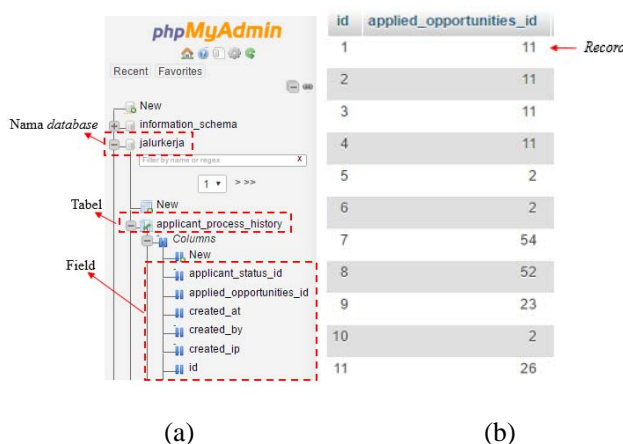 phpMyAdmin
Recent Favorites
New
Nama database
information_schema
jalurkerja
Filter by name or regex X
1 > >>
Tabel
New
applicant_process_history
Columns
Field
New
applicant_status_id
applied_opportunities_id
created_at
created_by
created_ip
id
(a)
id applied_opportunities_id
1 11 Record
2 11
3 11
4 11
5 2
6 2
7 54
8 52
9 23
10 2
11 26
(b)